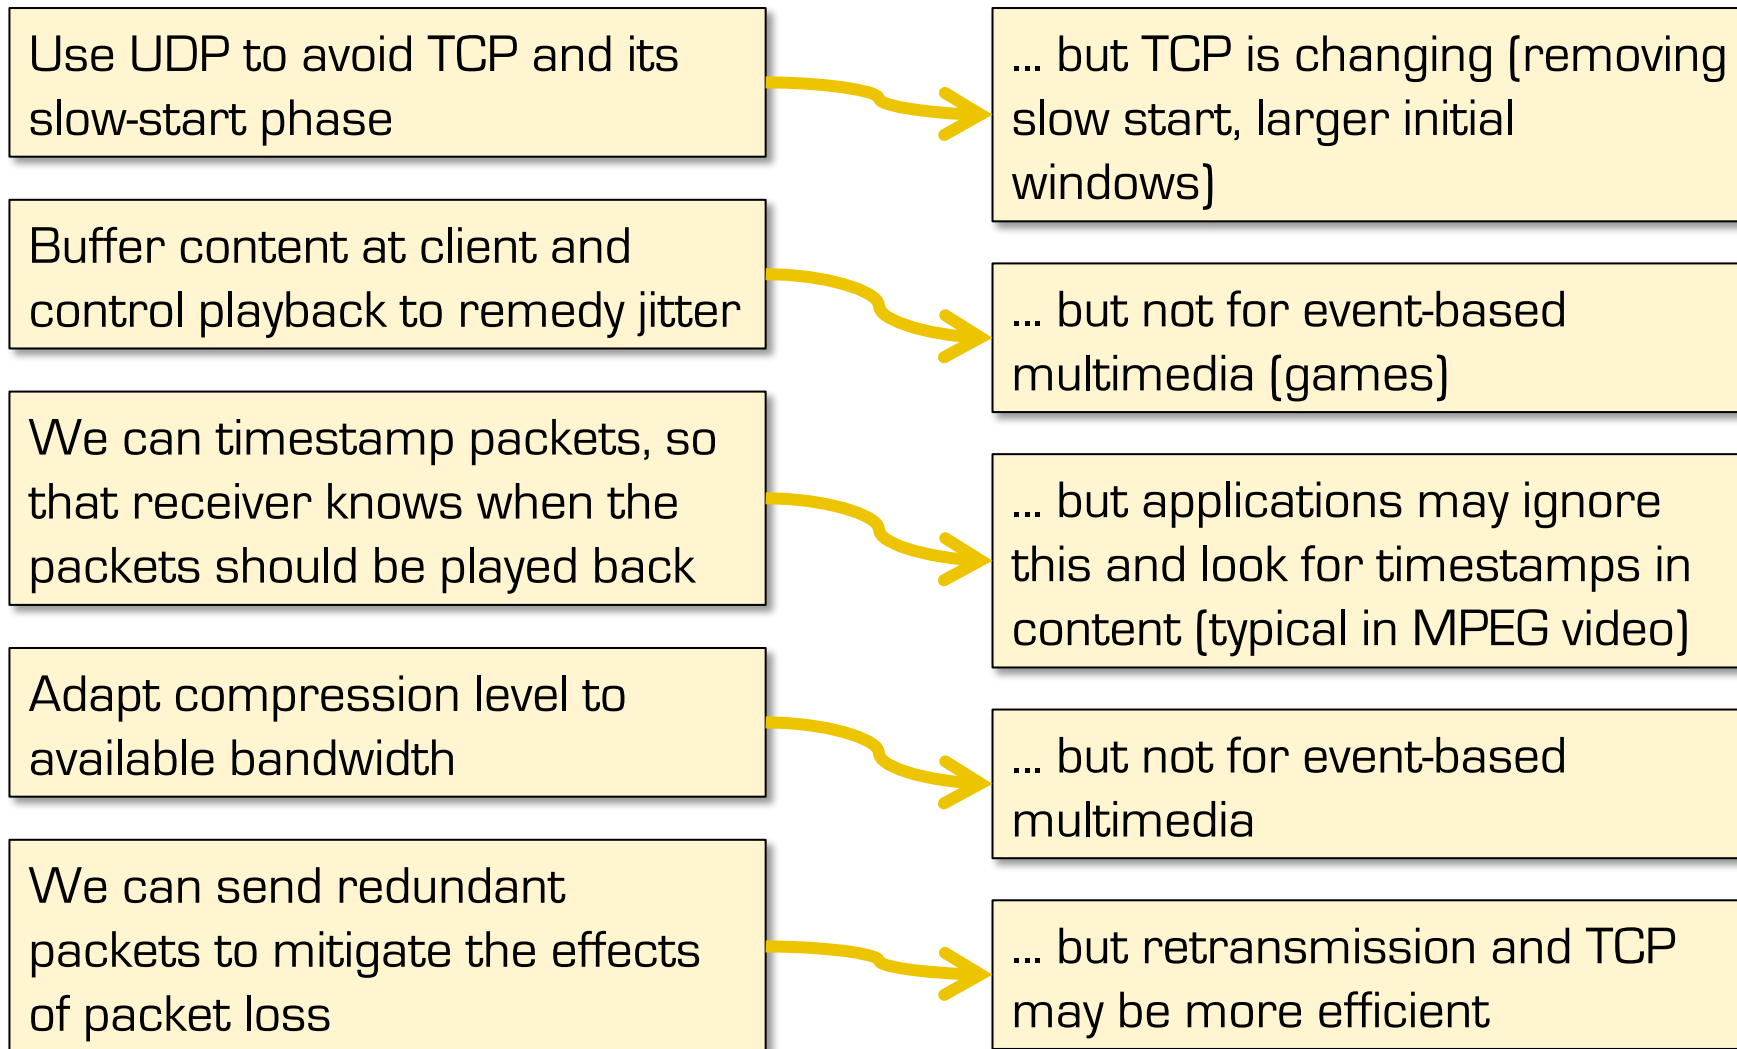 Use UDP to avoid TCP and its
slow-start phase
... but TCP is changing (removing
slow start, larger initial
windows)
Buffer content at client and
control playback to remedy jitter
... but not for event-based
multimedia (games)
We can timestamp packets, so
that receiver knows when the
packets should be played back
... but applications may ignore
this and look for timestamps in
content (typical in MPEG video)
Adapt compression level to
available bandwidth
... but not for event-based
multimedia
We can send redundant
packets to mitigate the effects
of packet loss
... but retransmission and TCP
may be more efficient